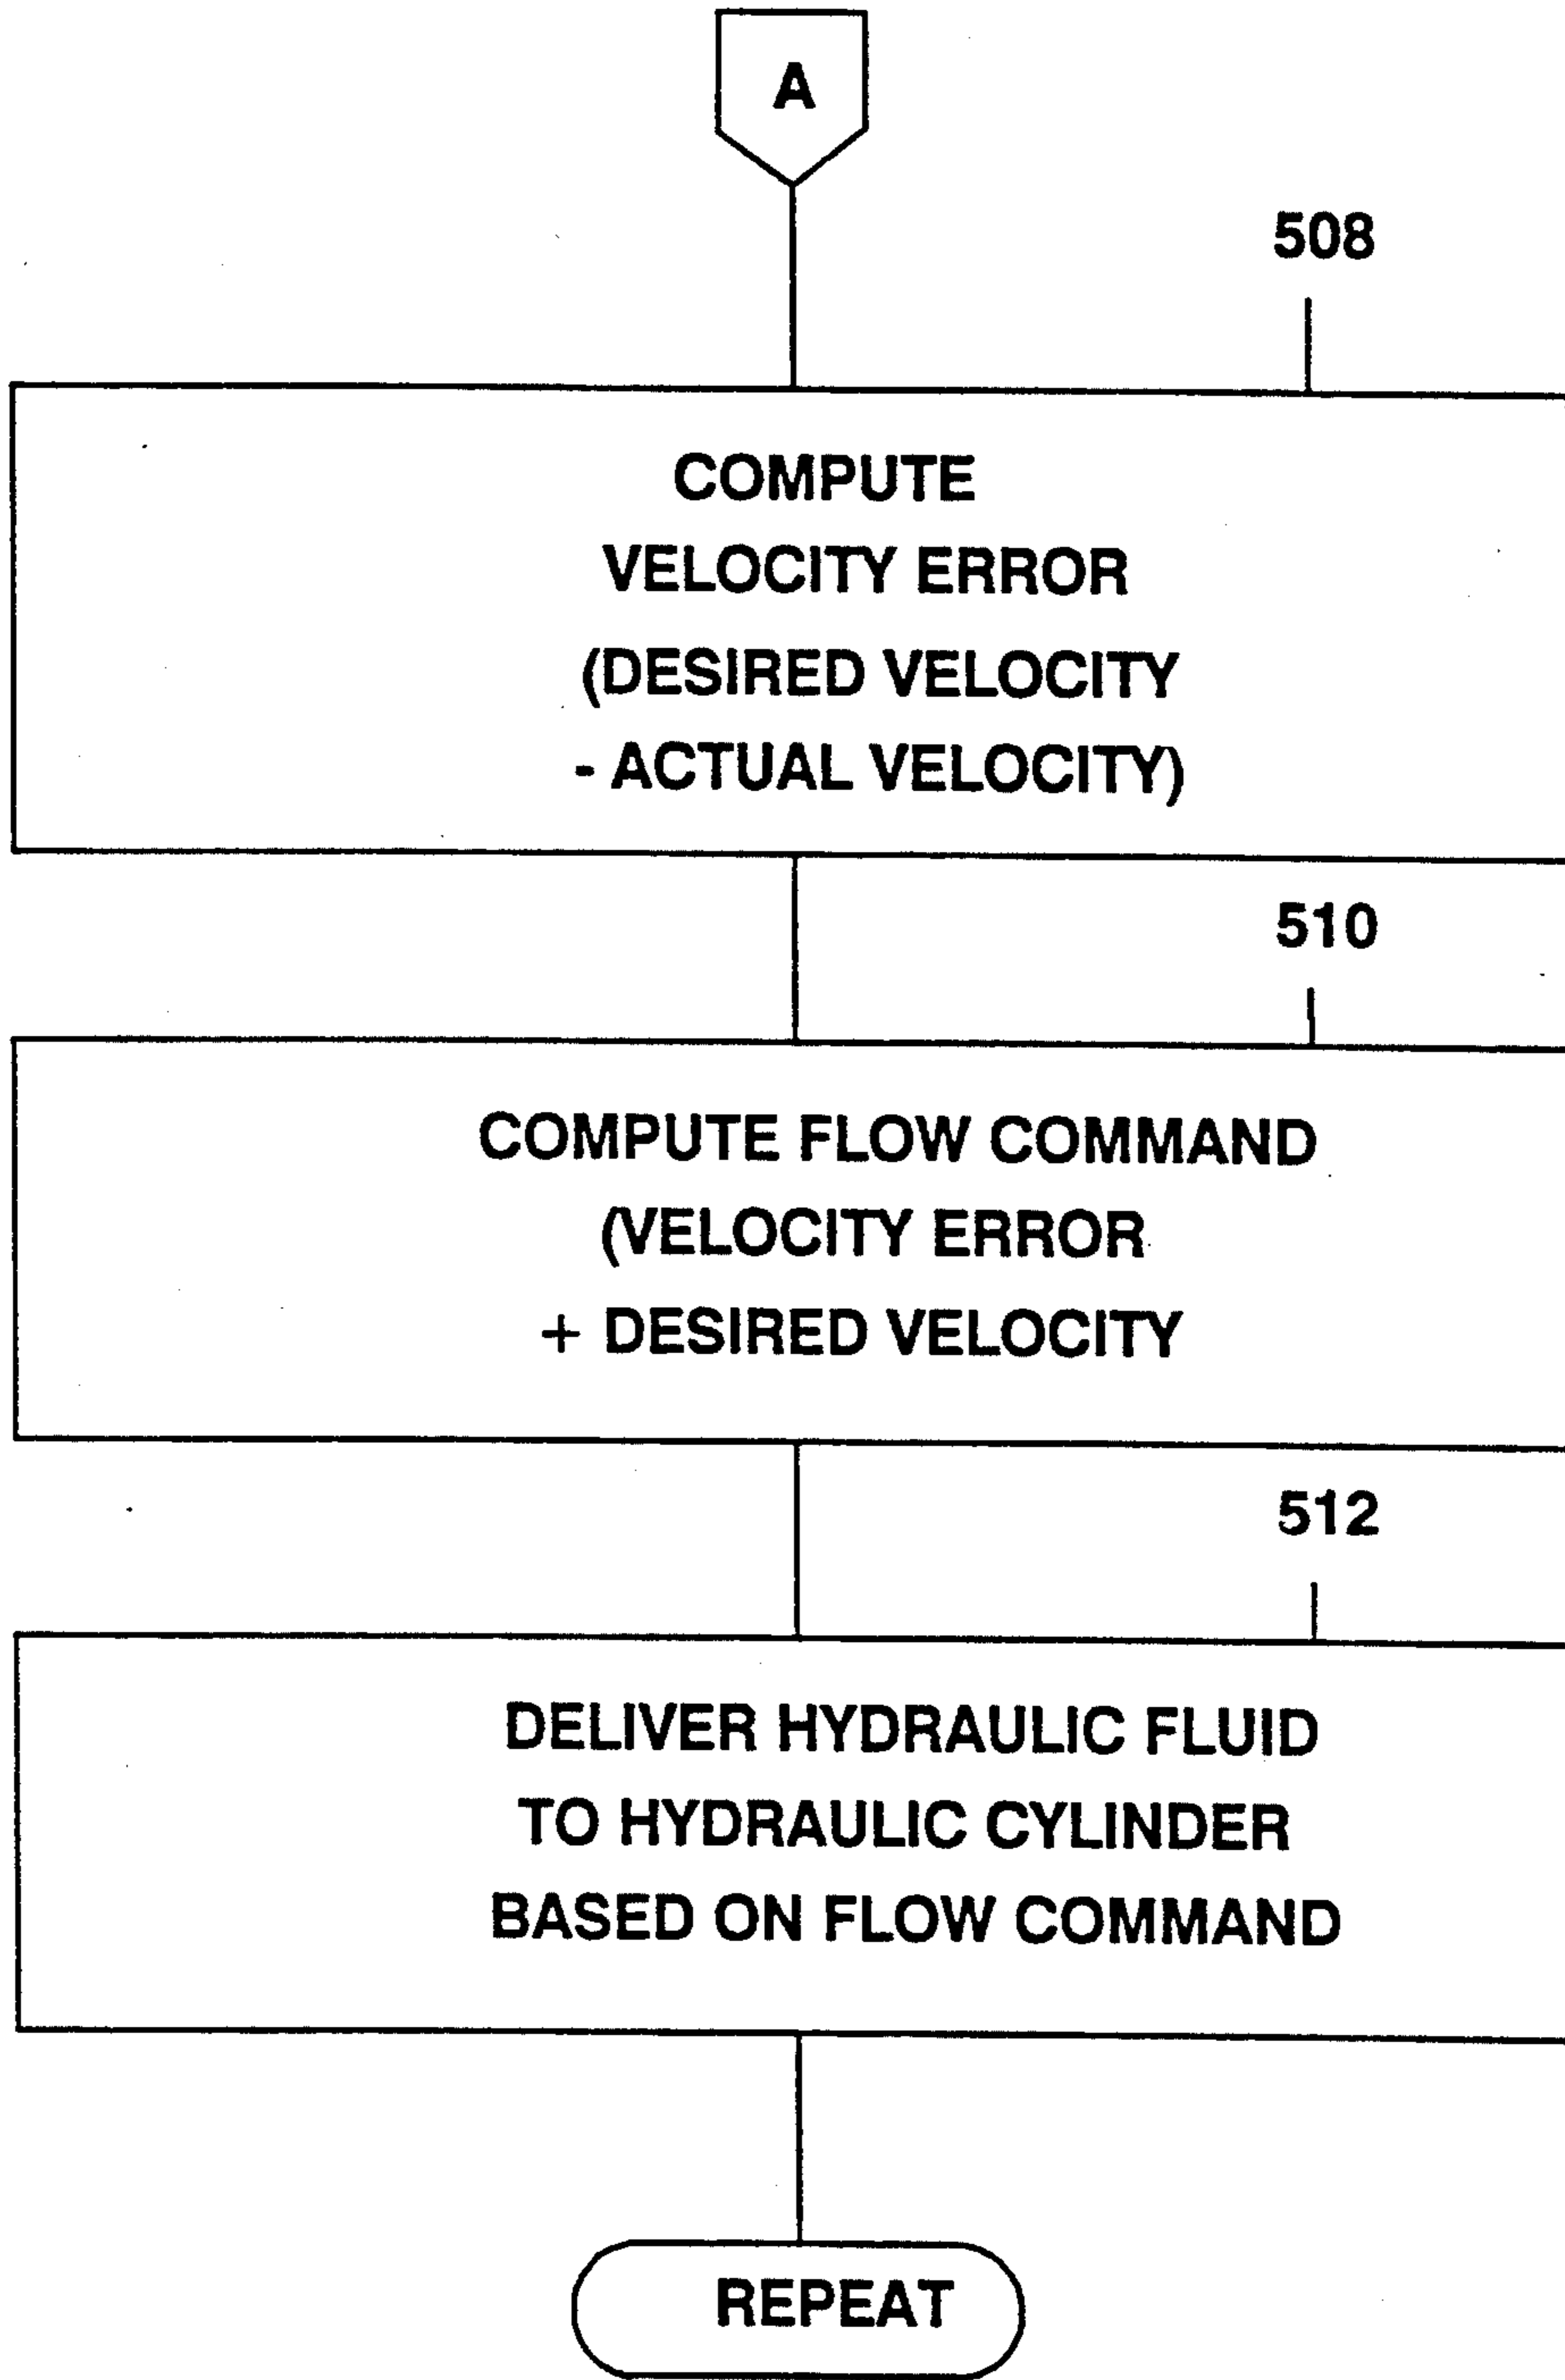 A
508
COMPUTE
VELOCITY ERROR
(DESIRED VELOCITY
- ACTUAL VELOCITY)
510
COMPUTE FLOW COMMAND
(VELOCITY ERROR
+ DESIRED VELOCITY
512
DELIVER HYDRAULIC FLUID
TO HYDRAULIC CYLINDER
BASED ON FLOW COMMAND
REPEAT